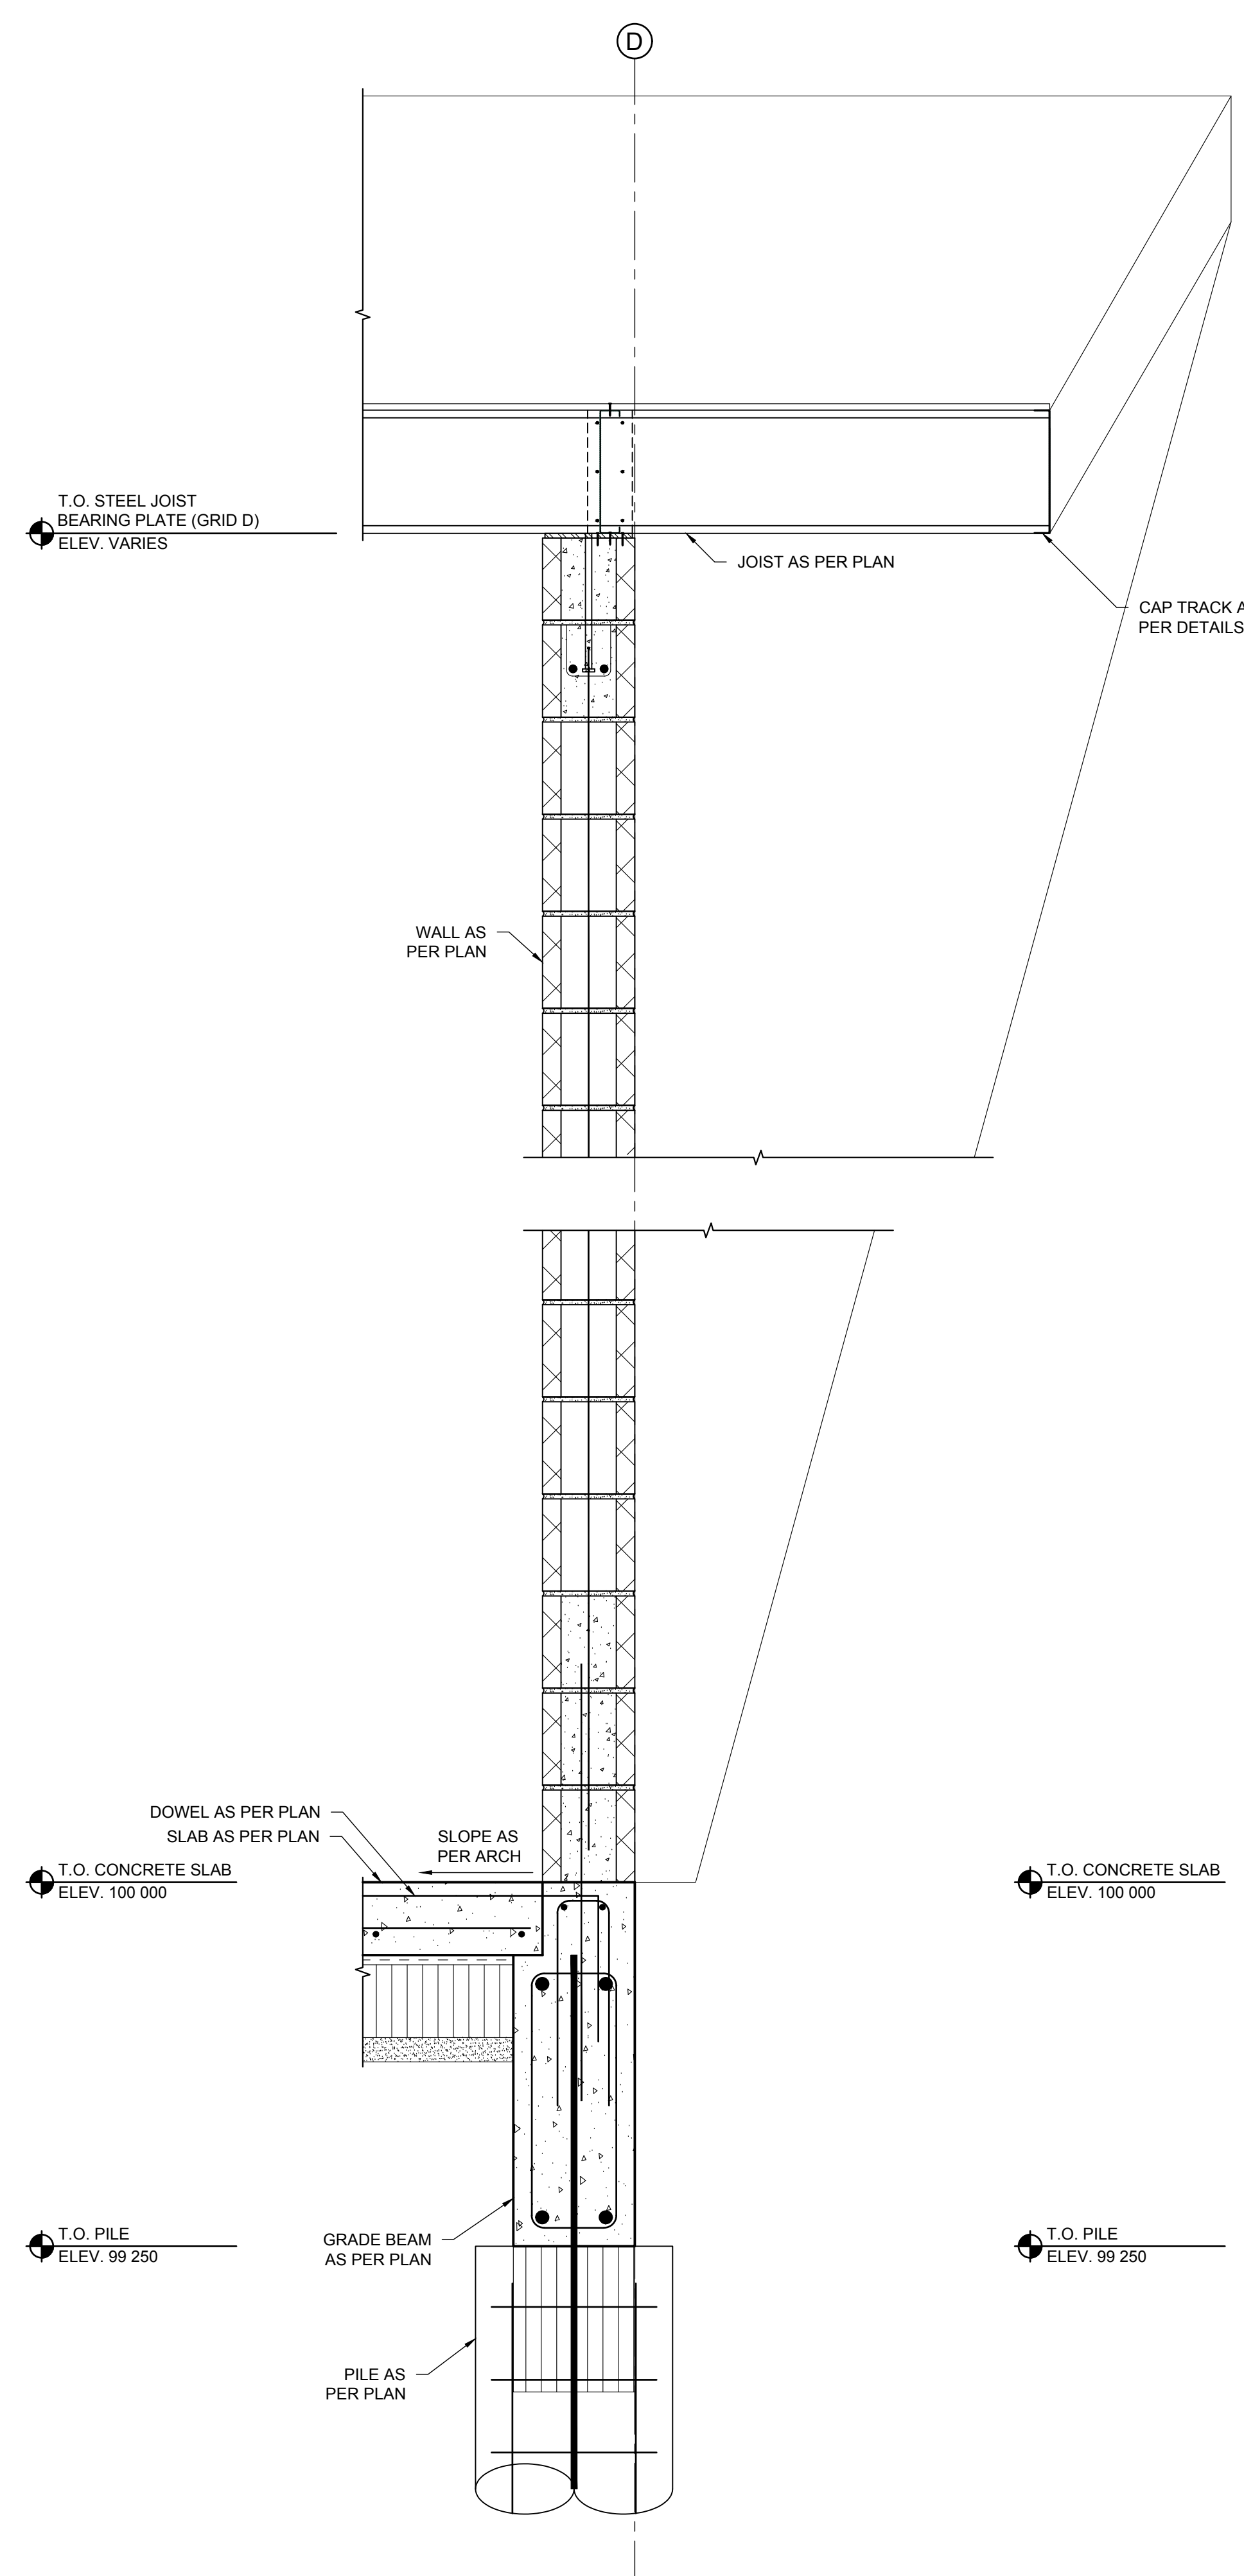 D
T.O. STEEL JOIST
BEARING PLATE (GRID D)
ELEV. VARIES
JOIST AS PER PLAN
CAP TRACK A
PER DETAILS
WALL AS
PER PLAN
DOWEL AS PER PLAN
SLAB AS PER PLAN
SLOPE AS
PER ARCH
T.O. CONCRETE SLAB
ELEV. 100 000
T.O. CONCRETE SLAB
ELEV. 100 000
GRADE BEAM
AS PER PLAN
T.O. PILE
ELEV. 99 250
T.O. PILE
ELEV. 99 250
PILE AS
PER PLAN